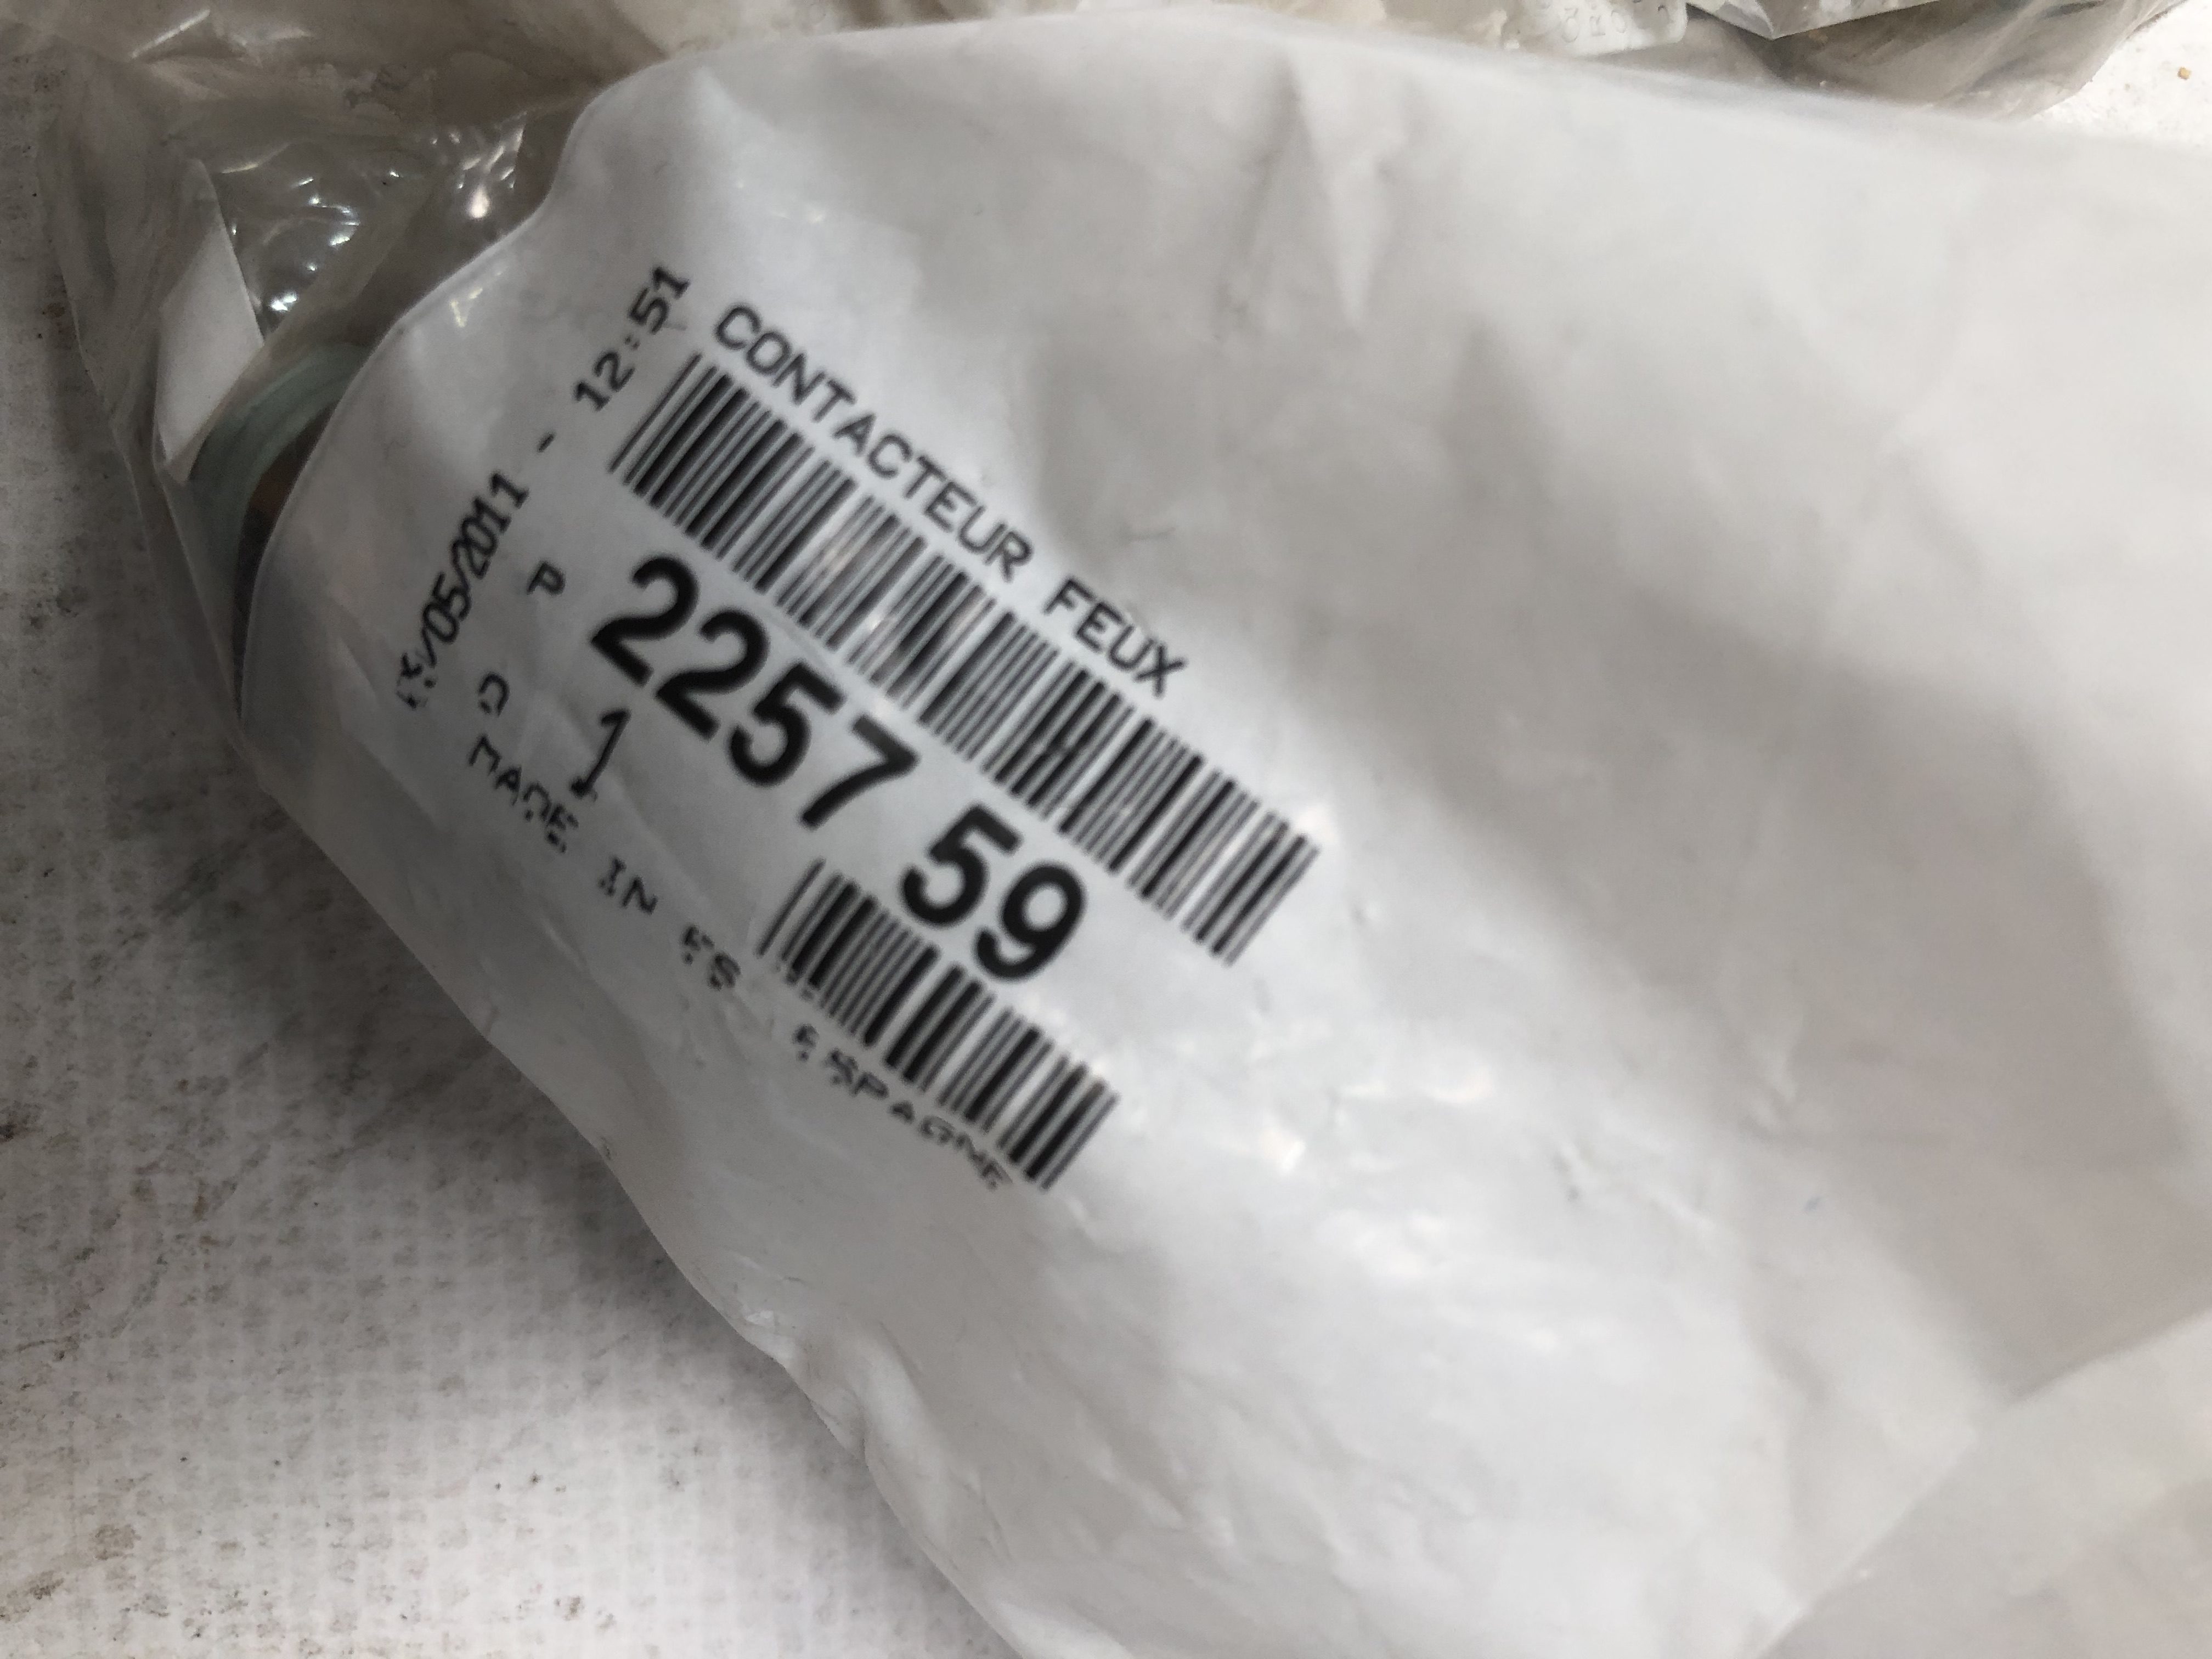 CONTACTEUR FEUX
2257 59
/05/2011 - 12:51
P
1
MADE IN ES ESPAGNE